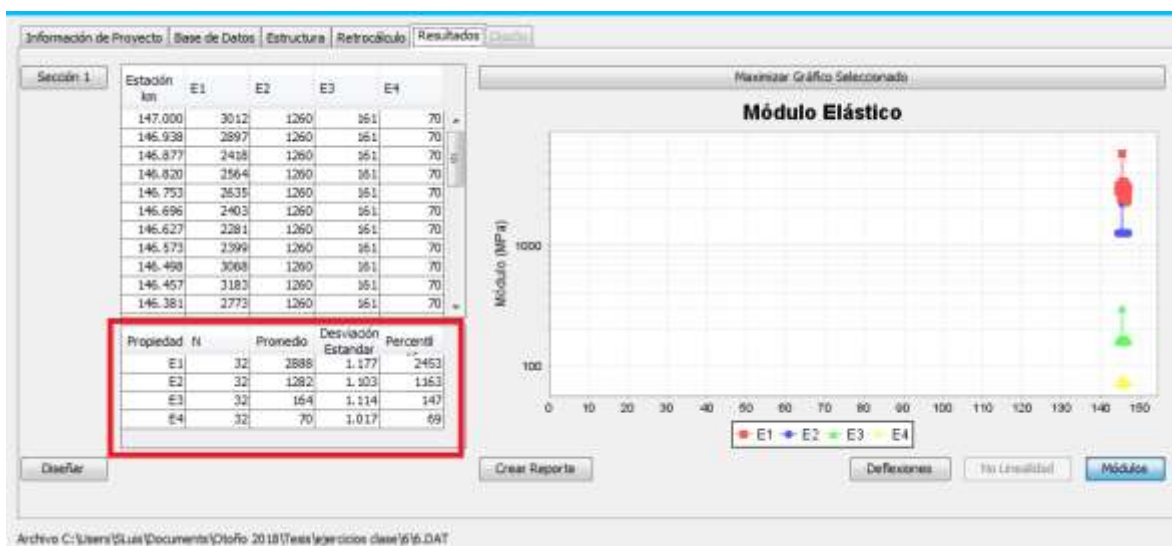 Información de Proyecto Base de Datos Estructura Retrocálculo Resultados Diseño
Sección 1
Estación km E1 E2 E3 E4
147.000 3012 1260 161 70
146.938 2897 1260 161 70
146.877 2418 1260 161 70
146.820 2564 1260 161 70
146.753 2635 1260 161 70
146.696 2403 1260 161 70
146.627 2281 1260 161 70
146.573 2399 1260 161 70
146.498 3068 1260 161 70
146.457 3183 1260 161 70
146.381 2773 1260 161 70
Propiedad N Promedio Desviación Estandar Percentil
E1 32 2888 1.177 2453
E2 32 1282 1.103 1163
E3 32 164 1.114 147
E4 32 70 1.017 69
Diseñar
Maximizar Gráfico Seleccionado
Módulo Elástico
Módulo (MPa)
1000
100
0 10 20 30 40 50 60 70 80 90 100 110 120 130 140 150
E1 E2 E3 E4
Crear Reporte Deflexiones No Linealidad Módulos
Archivo C:\Users\SLuis\Documents\Otoño 2018\Tesis\ejercicios clase\6\6.DAT